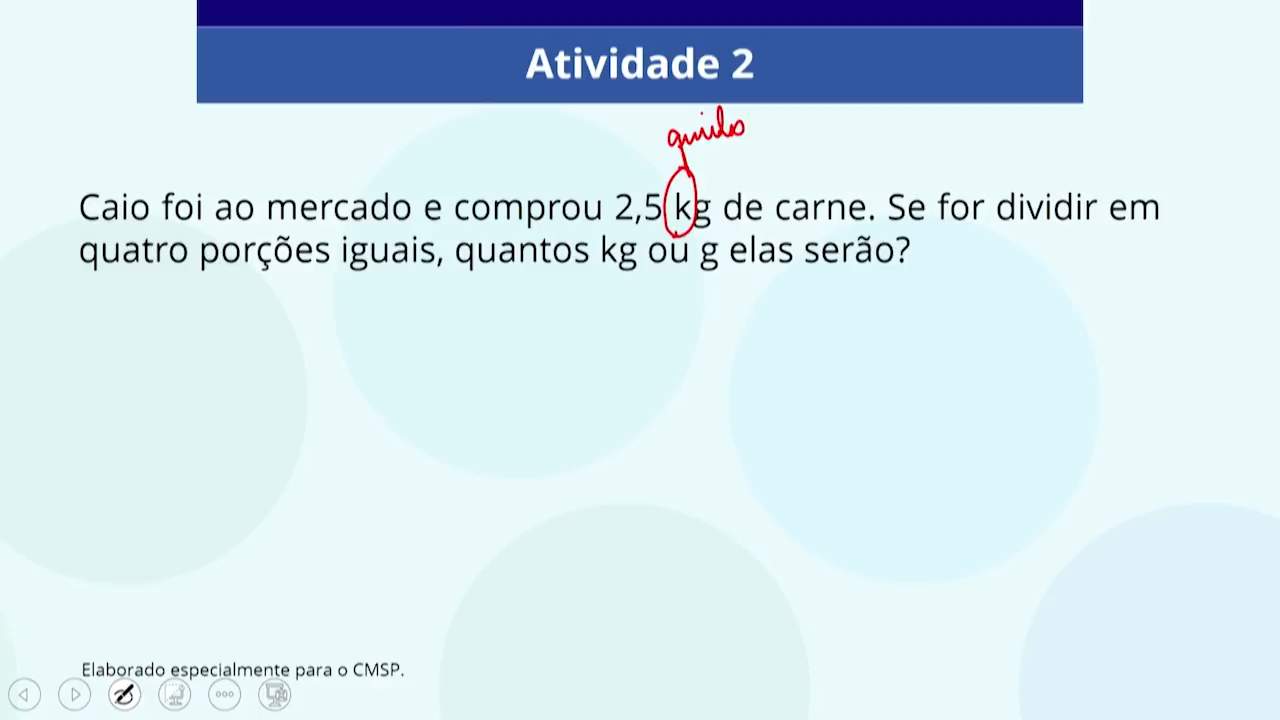 Atividade 2
quilo
Caio foi ao mercado e comprou 2,5 kg de carne. Se for dividir em
quatro porções iguais, quantos kg ou g elas serão?
Elaborado especialmente para o CMSP.